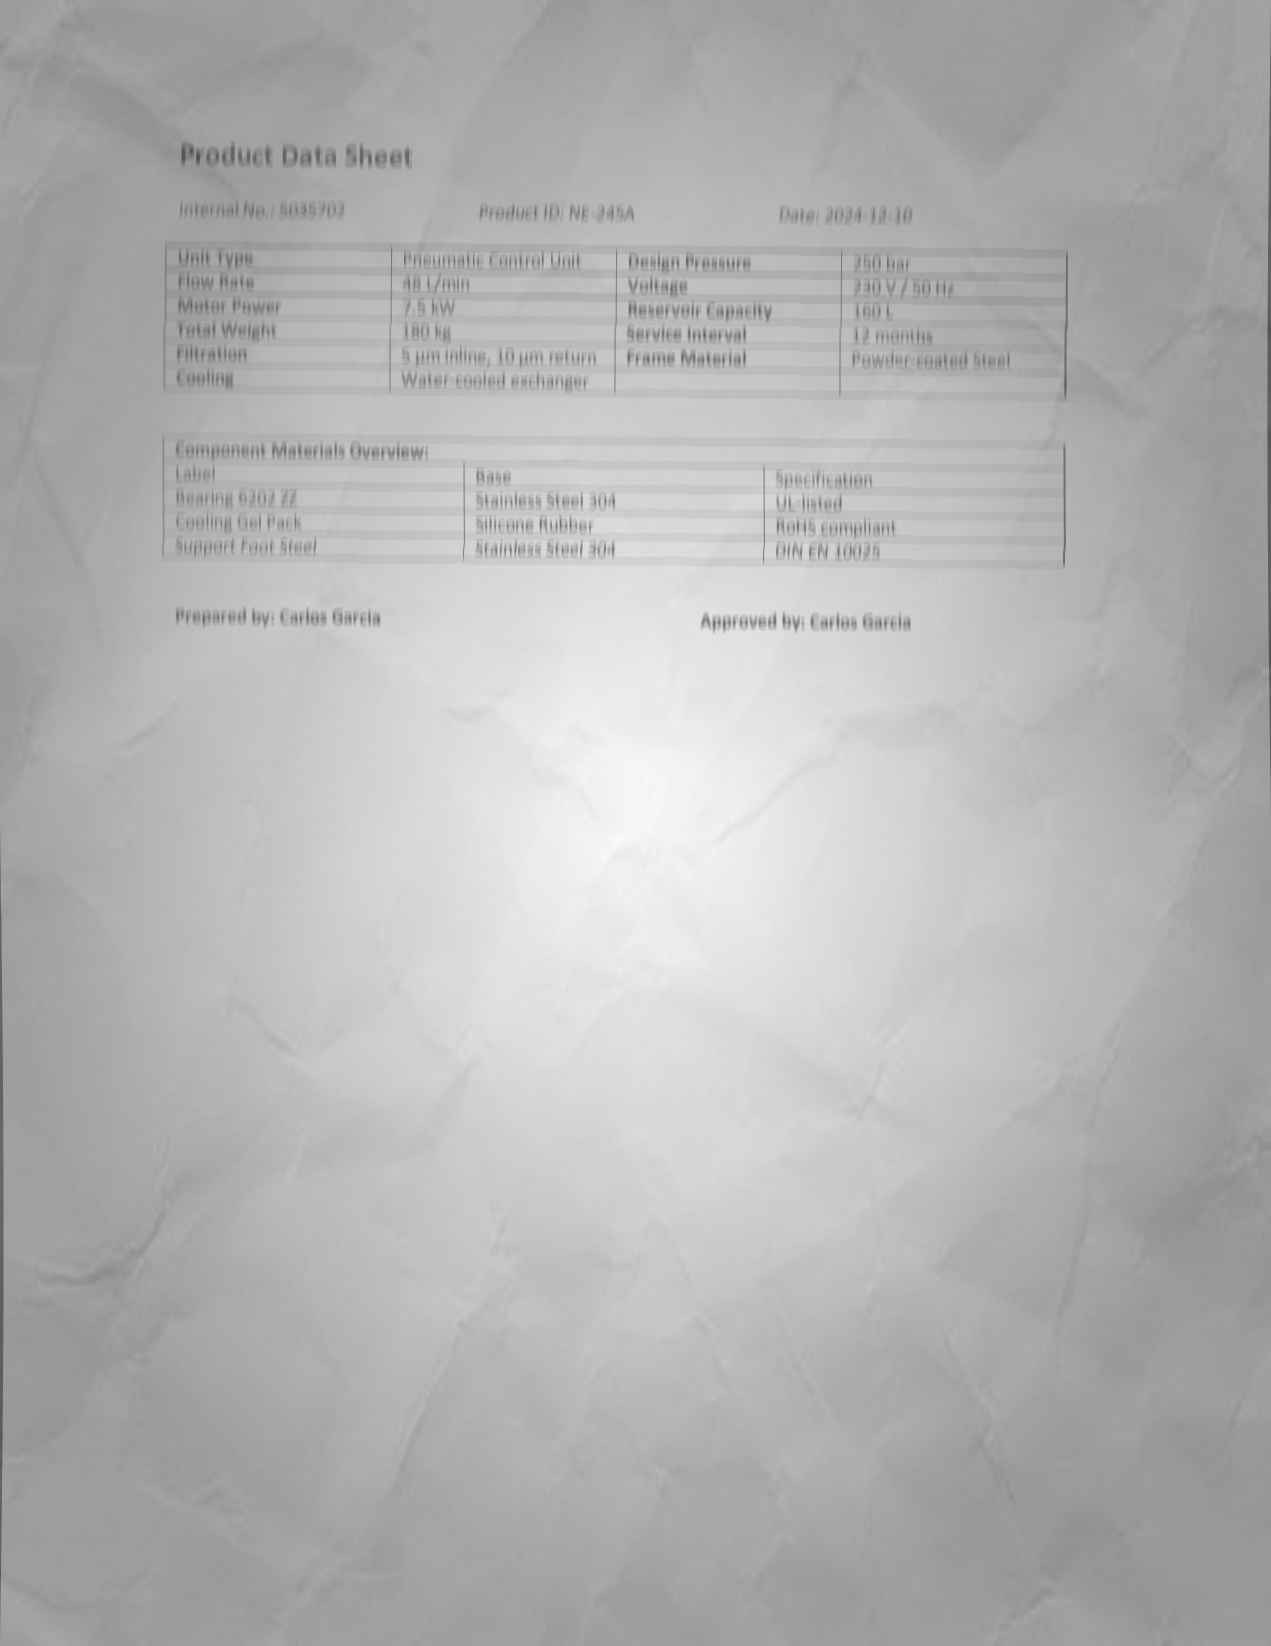 Product Data Sheet
Internal No.: 5035702 Product ID: NE-245A Date: 2024-12-10
Unit Type Pneumatic Control Unit Design Pressure 250 bar
Flow Rate 48 L/min Voltage 230 V / 50 Hz
Motor Power 7.5 kW Reservoir Capacity 160 L
Total Weight 180 kg Service Interval 12 months
Filtration 5 µm inline, 10 µm return Frame Material Powder-coated Steel
Cooling Water-cooled exchanger
Component Materials Overview:
Label Base Specification
Bearing 6202 ZZ Stainless Steel 304 UL-listed
Cooling Gel Pack Silicone Rubber RoHS compliant
Support Foot Steel Stainless Steel 304 DIN EN 10025
Prepared by: Carlos Garcia Approved by: Carlos Garcia